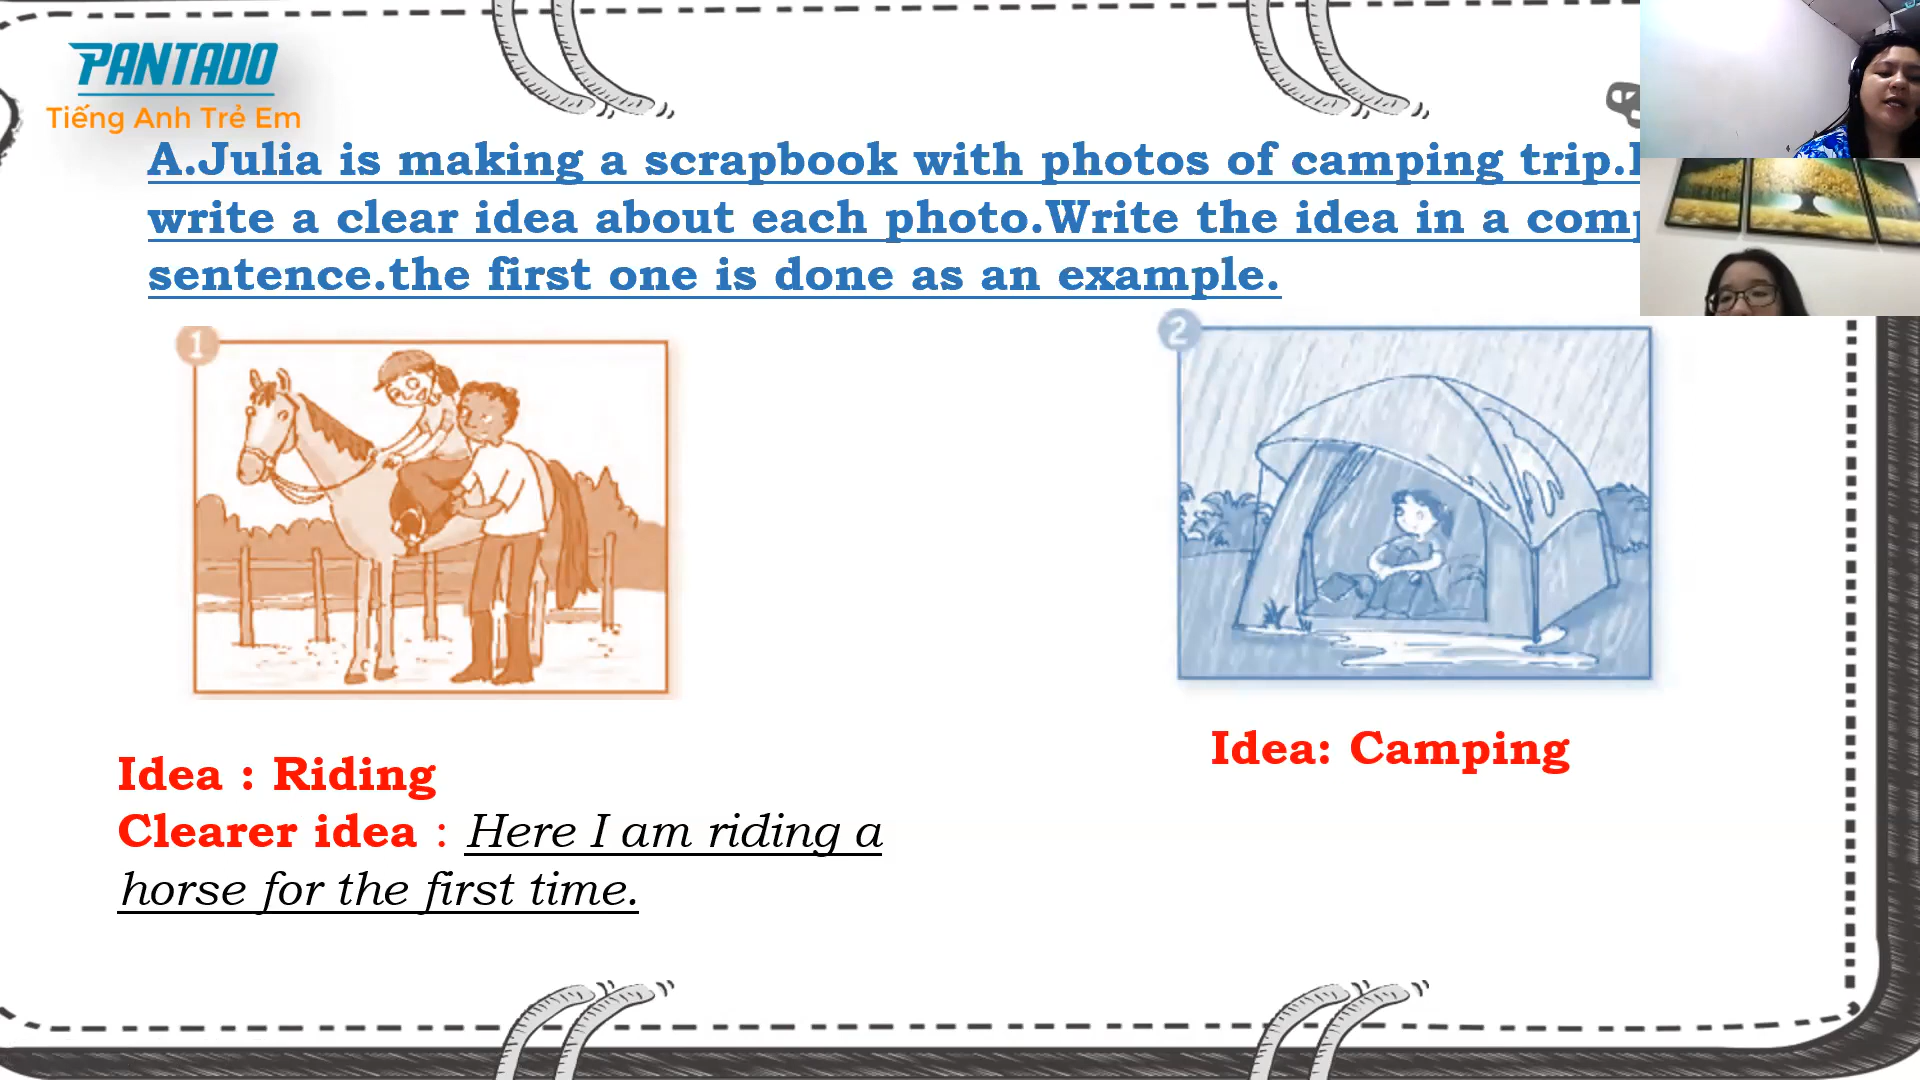 PANTADO
Tiếng Anh Trẻ Em
A.Julia is making a scrapbook with photos of camping trip.
write a clear idea about each photo.Write the idea in a
sentence.the first one is done as an example.
1
2
Idea: Camping
Idea : Riding
Clearer idea : Here I am riding a
horse for the first time.